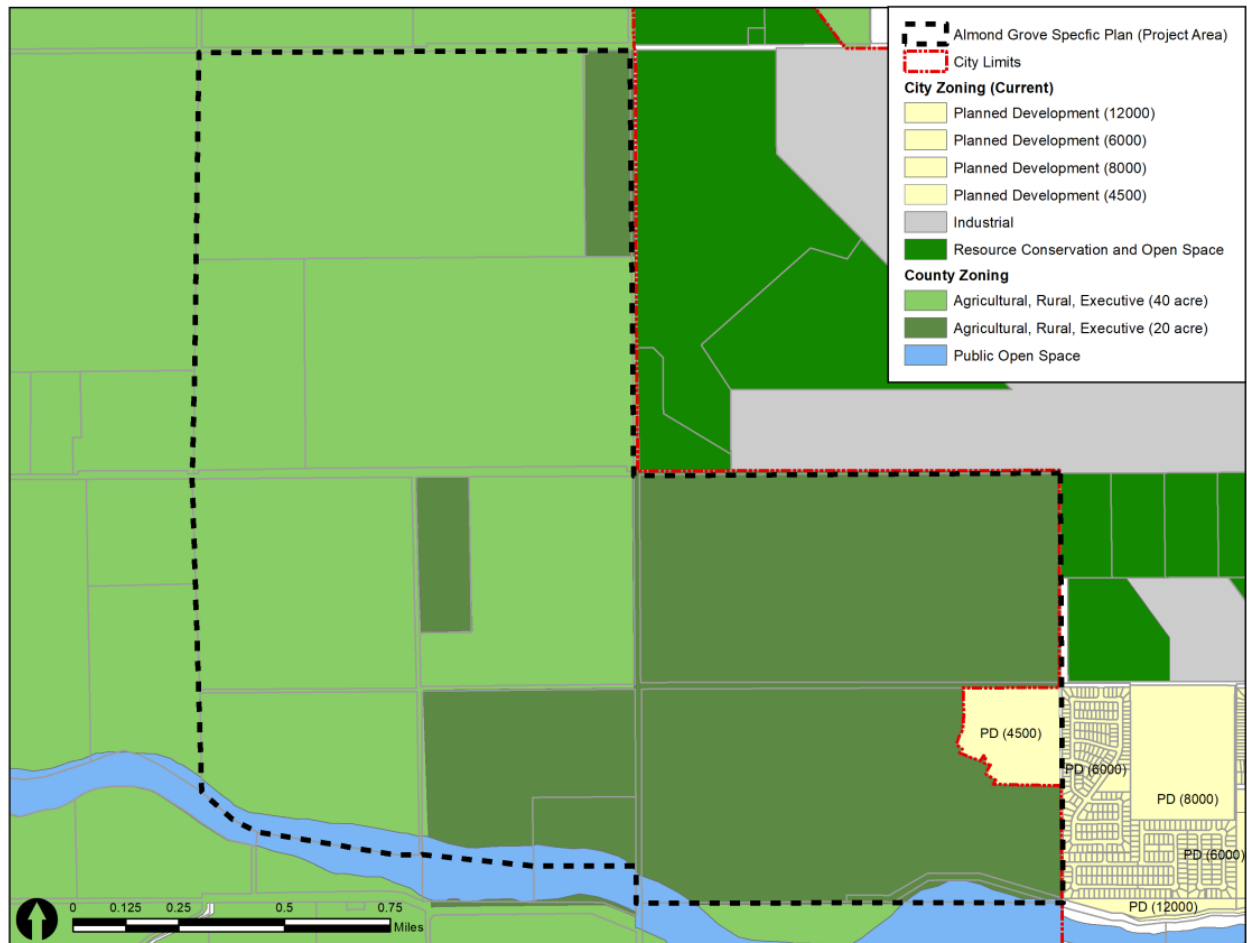 Almond Grove Specfic Plan (Project Area)
City Limits
City Zoning (Current)
Planned Development (12000)
Planned Development (6000)
Planned Development (8000)
Planned Development (4500)
Industrial
Resource Conservation and Open Space
County Zoning
Agricultural, Rural, Executive (40 acre)
Agricultural, Rural, Executive (20 acre)
Public Open Space
PD (4500)
PD (6000)
PD (8000)
PD (6000)
PD (12000)
0 0.125 0.25 0.5 0.75
Miles